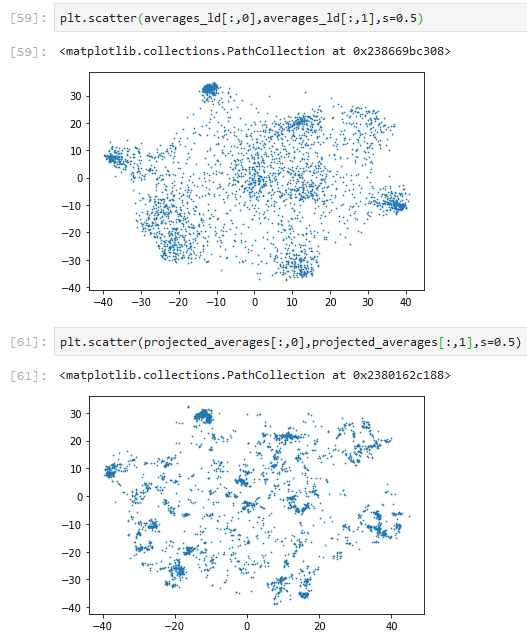 [59]: plt.scatter(averages_ld[:,0],averages_ld[:,1],s=0.5)
[59]: <matplotlib.collections.PathCollection at 0x238669bc308>
30
20
10
0
−10
−20
−30
−40
−40 −30 −20 −10 0 10 20 30 40
[61]: plt.scatter(projected_averages[:,0],projected_averages[:,1],s=0.5)
[61]: <matplotlib.collections.PathCollection at 0x2380162c188>
30
20
10
0
−10
−20
−30
−40
−40 −20 0 20 40